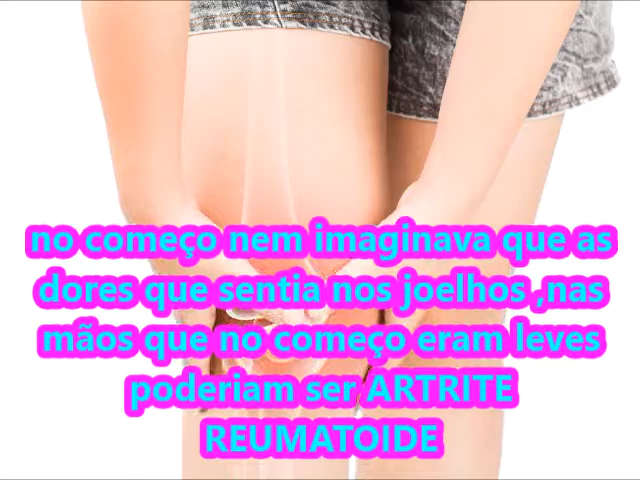 no começo nem imaginava que as
dores que sentia nos joelhos ,nas
mãos que no começo eram leves
poderiam ser ARTRITE
REUMATOIDE